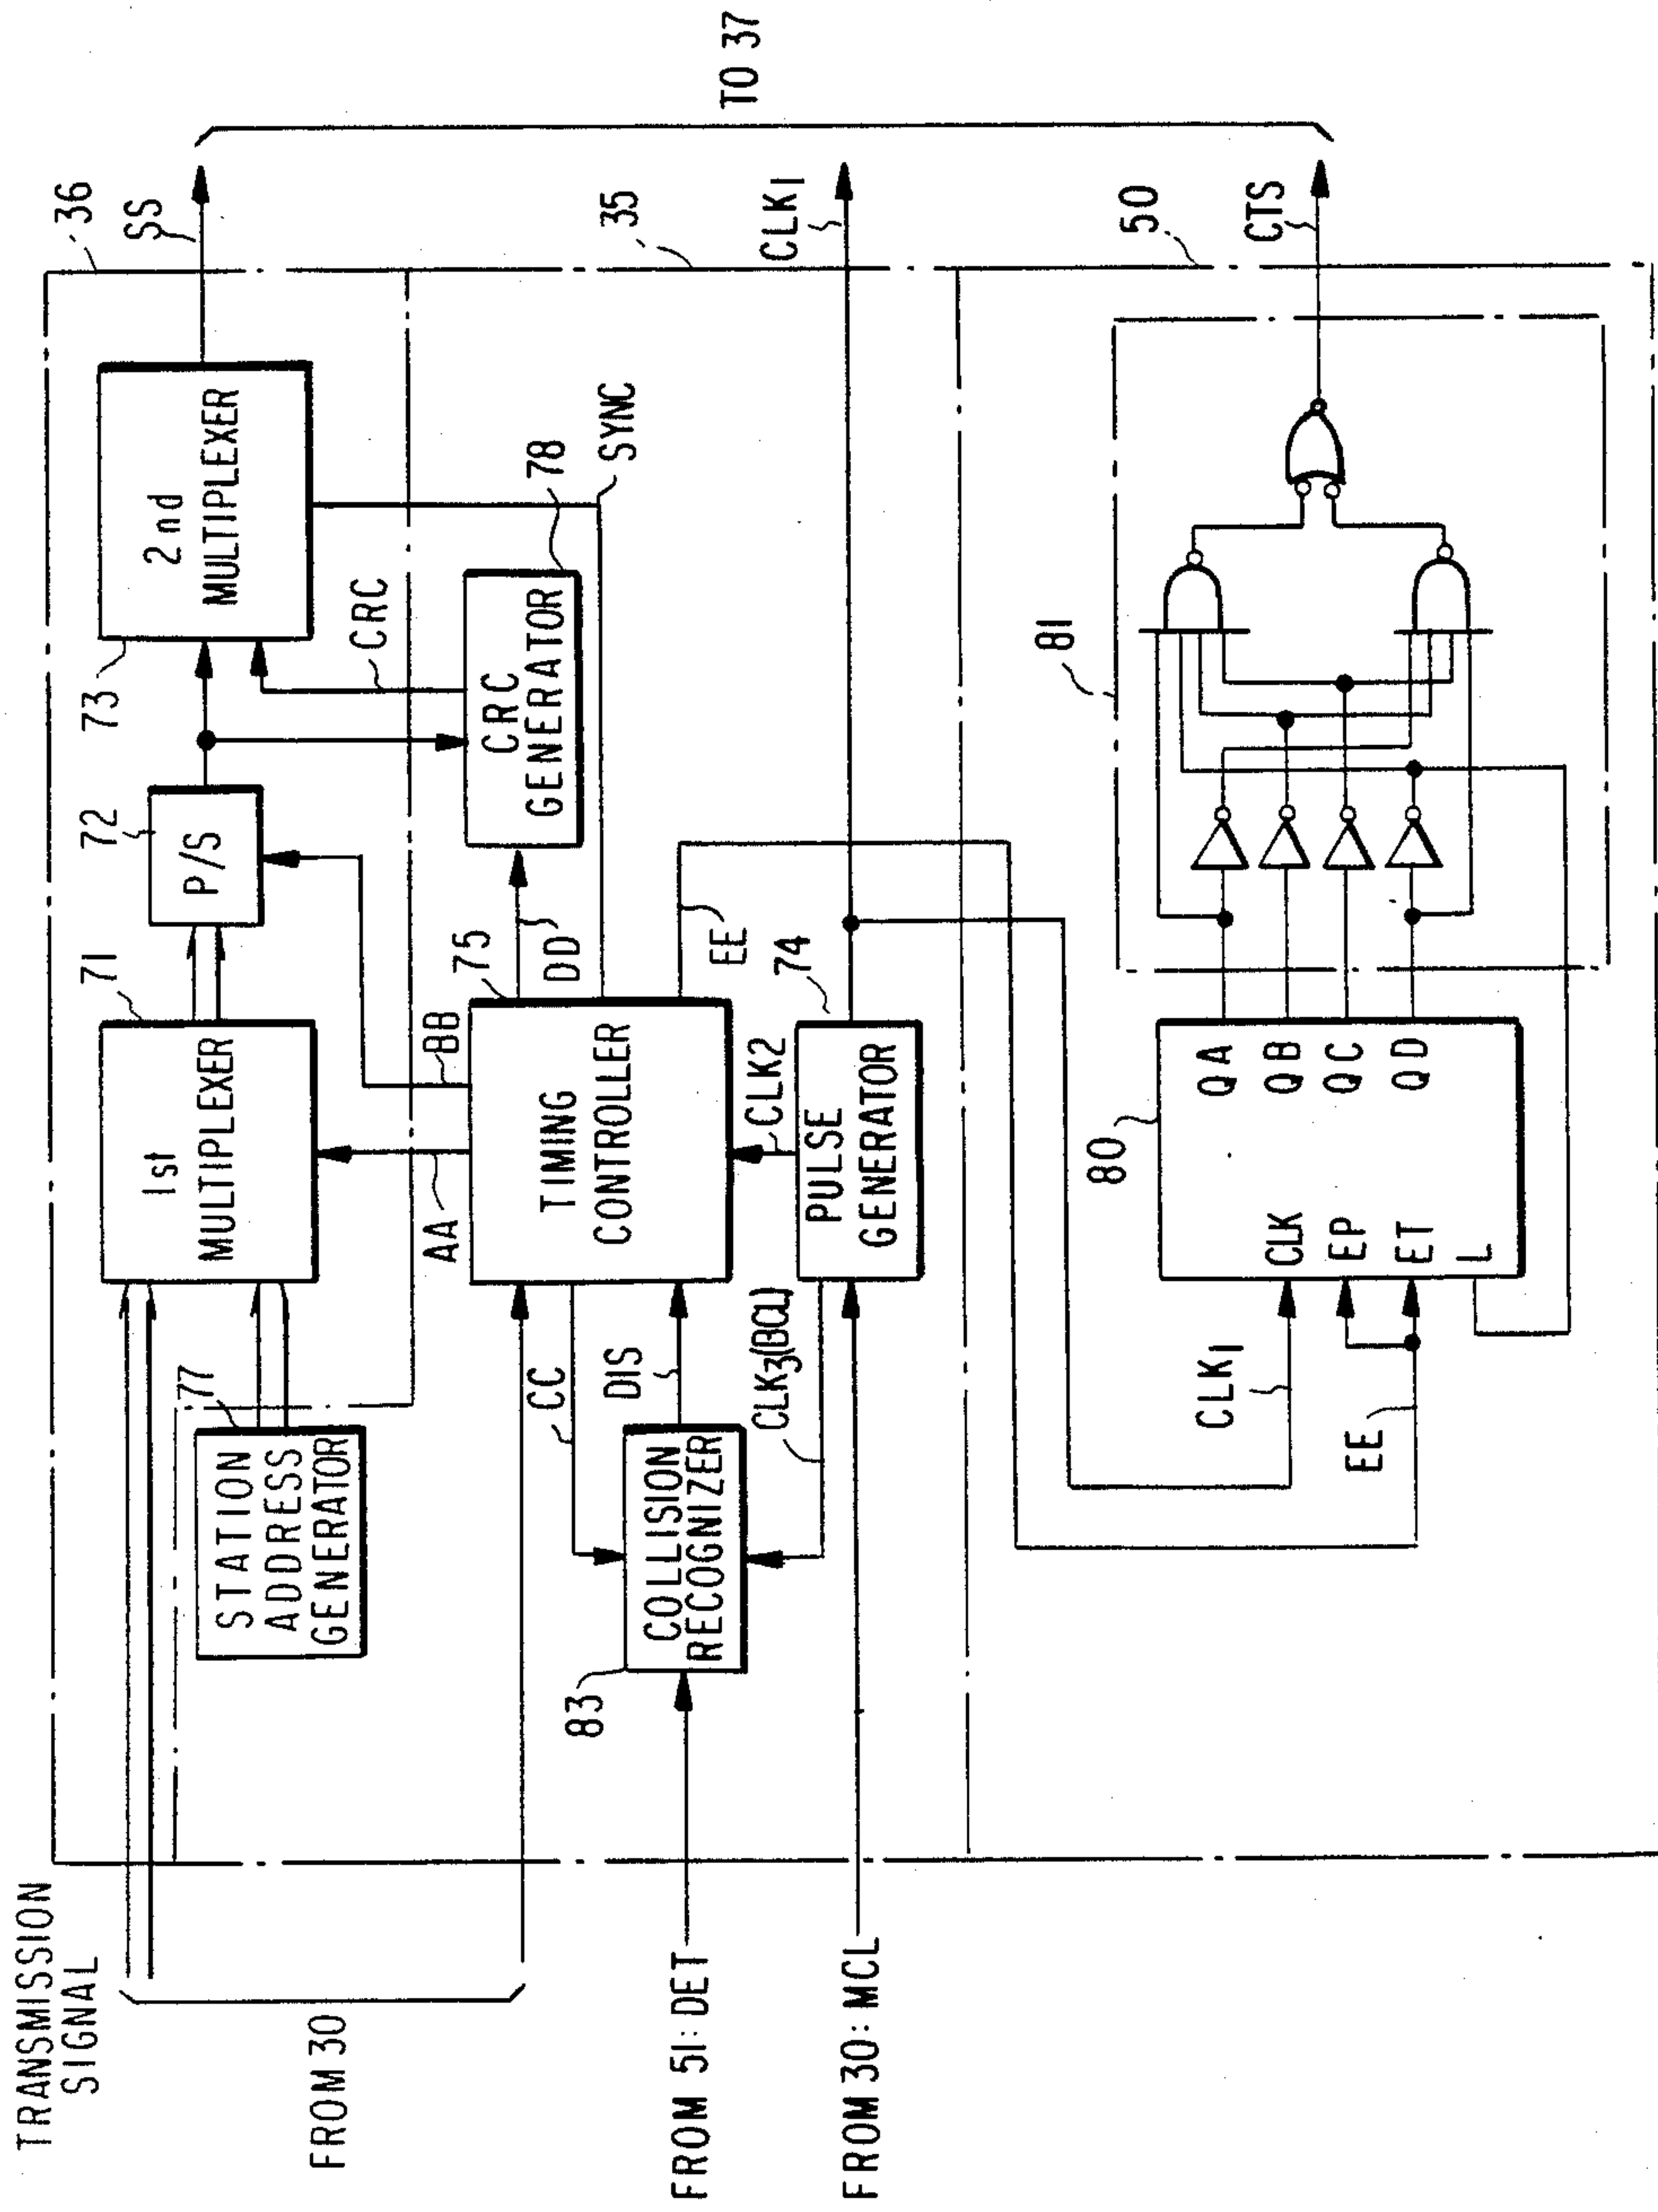 TRANSMISSION
SIGNAL
FROM 30
FROM 51: DET
FROM 30: MCL
36
SS
TO 37
73
2nd
MULTIPLEXER
72
P/S
71
1st
MULTIPLEXER
77
STATION
ADDRESS
GENERATOR
CRC
78
CRC
GENERATOR
SYNC
35
CLK1
AA
BB
75
DD
EE
TIMING
CONTROLLER
CC
DIS
83
COLLISION
RECOGNIZER
CLK2
CLK3(BCL)
74
PULSE
GENERATOR
50
CTS
81
80
CLK1
EE
CLK
EP
ET
L
QA
QB
QC
QD